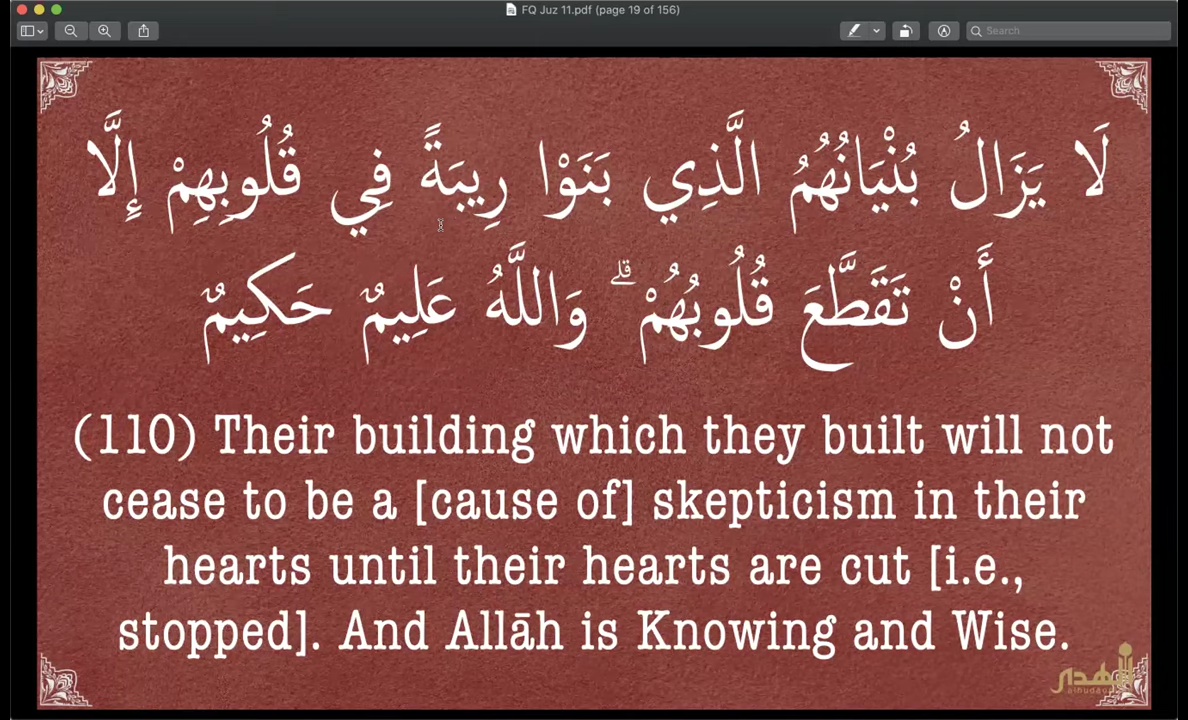 FQ Juz 11.pdf (page 19 of 156)
Search
لَا يَزَالُ بُنْيَانُهُمُ الَّذِي بَنَوْا رِيبَةً فِي قُلُوبِهِمْ إِلَّا
أَنْ تَقَطَّعَ قُلُوبُهُمْ ۗ وَاللَّهُ عَلِيمٌ حَكِيمٌ
(110) Their building which they built will not
cease to be a [cause of] skepticism in their
hearts until their hearts are cut [i.e.,
stopped]. And Allāh is Knowing and Wise.
الهدى